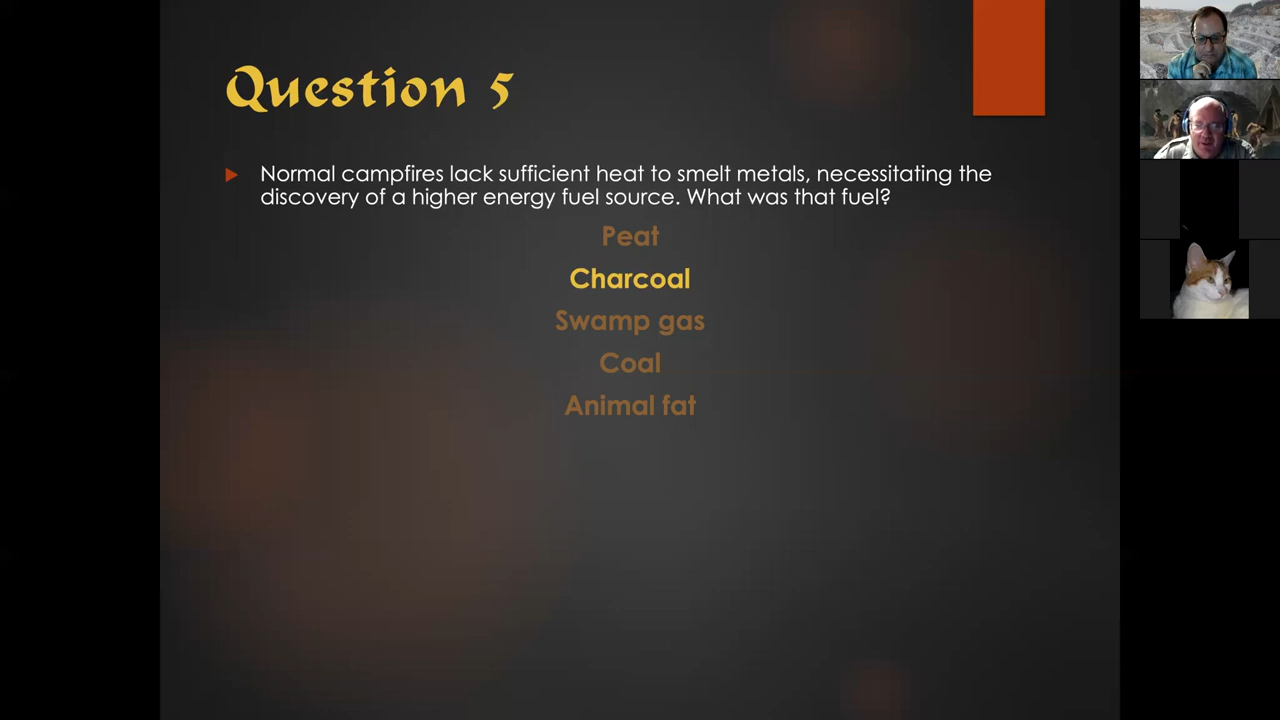 Question 5
Normal campfires lack sufficient heat to smelt metals, necessitating the
discovery of a higher energy fuel source. What was that fuel?
Peat
Charcoal
Swamp gas
Coal
Animal fat